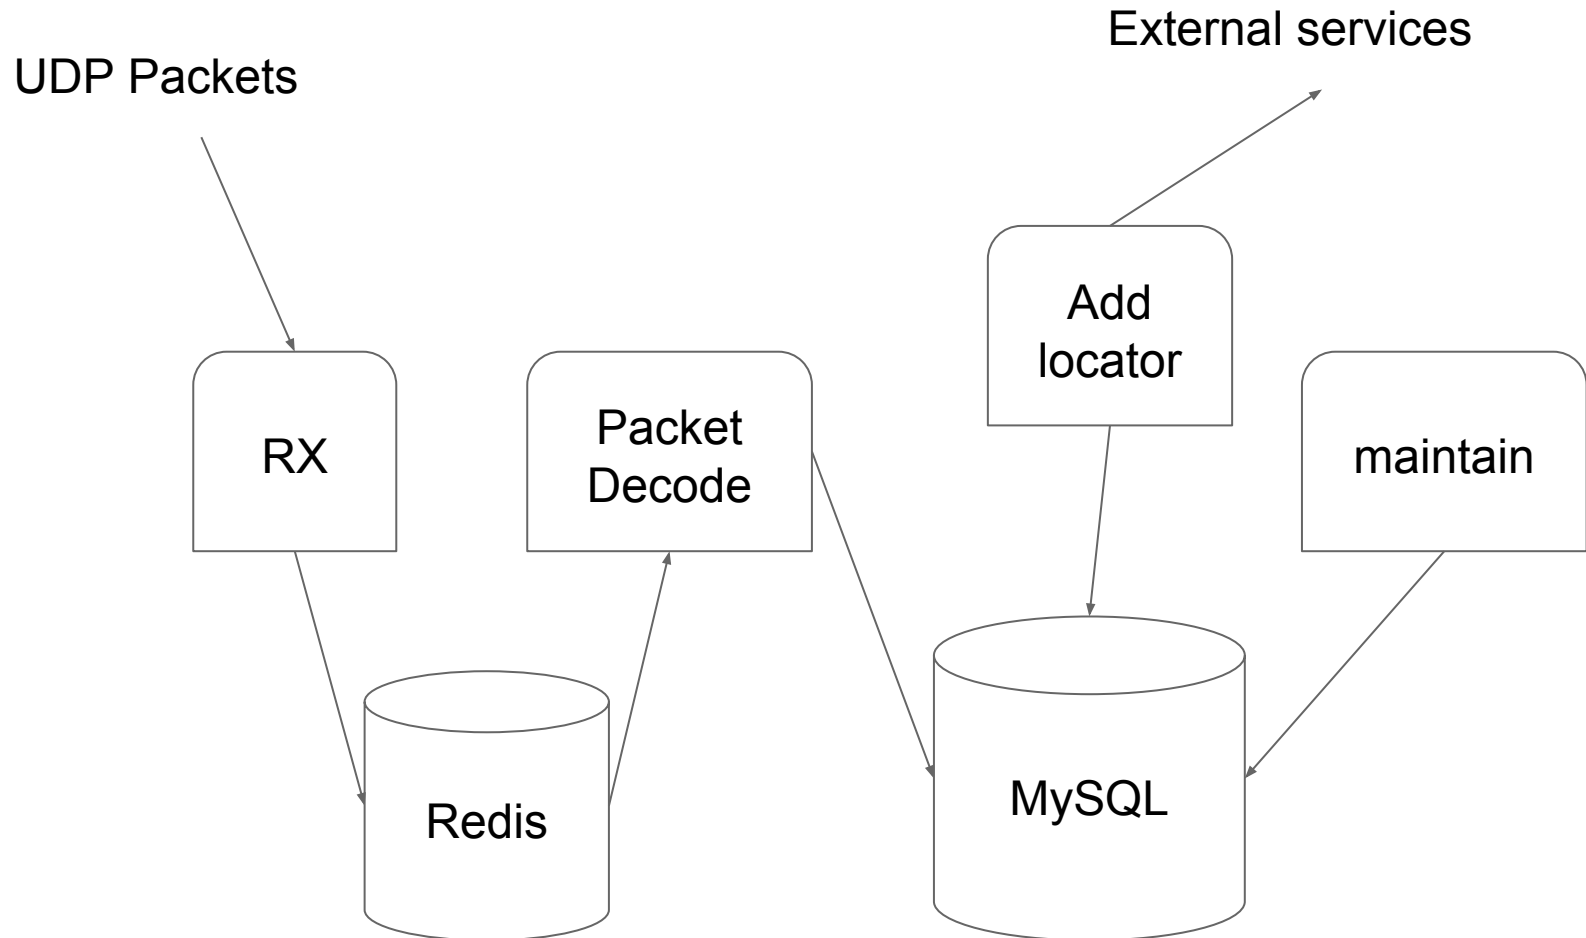 External services
UDP Packets
Add
locator
RX
Packet
Decode
maintain
Redis
MySQL